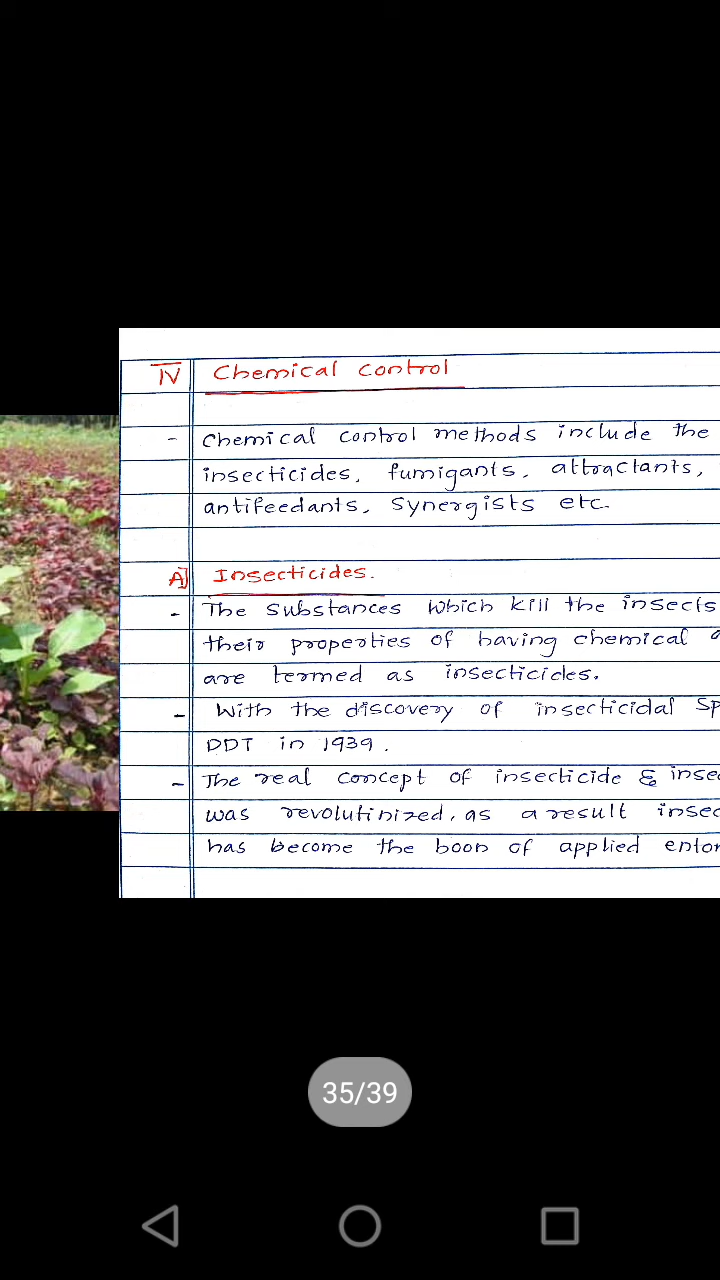 IV Chemical Control
- Chemical control methods include the
insecticides, fumigants, attractants,
antifeedants, synergists etc.
A] Insecticides.
- The substances which kill the insects
their properties of having chemical
are termed as insecticides.
- With the discovery of insecticidal
DDT in 1939.
- The real concept of insecticide &
was revolutinized, as a result
has become the boon of applied
35/39